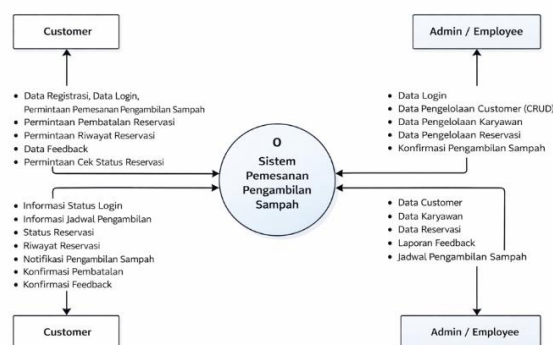 Customer
Admin / Employee
• Data Registrasi, Data Login,
Permintaan Pemesanan Pengambilan Sampah
• Permintaan Pembatalan Reservasi
• Permintaan Riwayat Reservasi
• Data Feedback
• Permintaan Cek Status Reservasi
• Data Login
• Data Pengelolaan Customer (CRUD)
• Data Pengelolaan Karyawan
• Data Pengelolaan Reservasi
• Konfirmasi Pengambilan Sampah
O
Sistem
Pemesanan
Pengambilan
Sampah
• Informasi Status Login
• Informasi Jadwal Pengambilan
• Status Reservasi
• Riwayat Reservasi
• Notifikasi Pengambilan Sampah
• Konfirmasi Pembatalan
• Konfirmasi Feedback
• Data Customer
• Data Karyawan
• Data Reservasi
• Laporan Feedback
• Jadwal Pengambilan Sampah
Customer
Admin / Employee